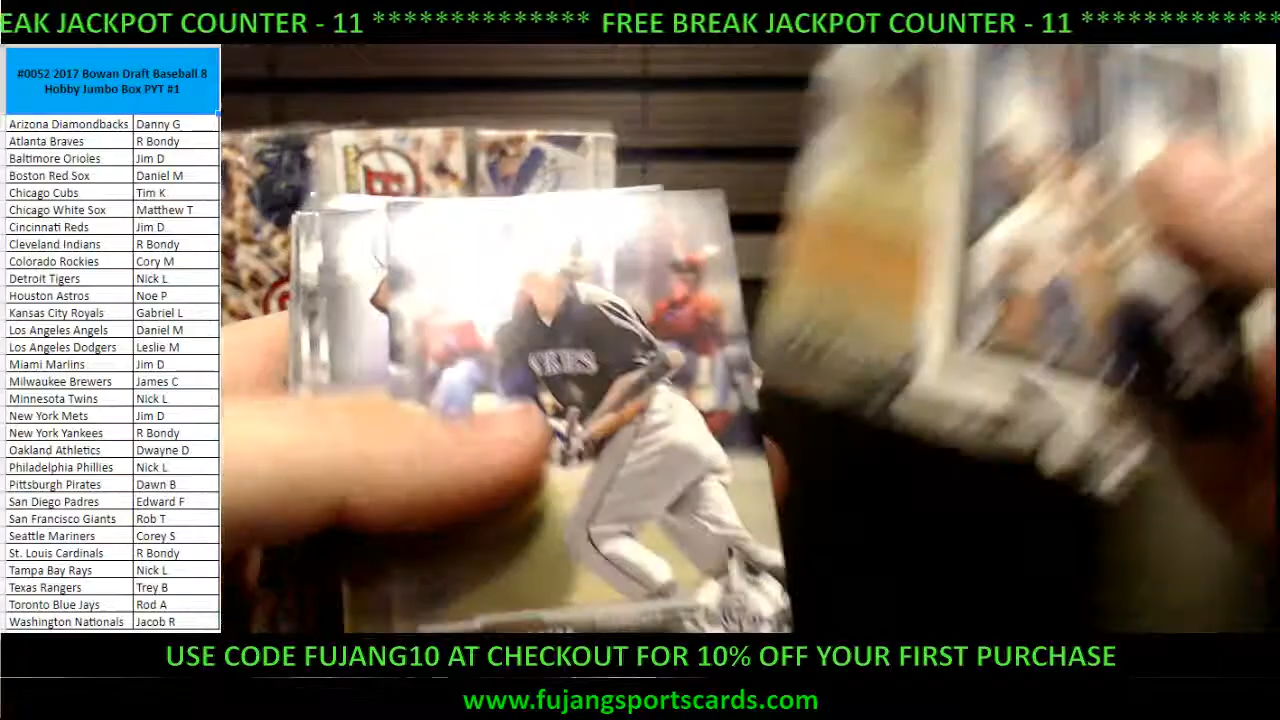 EAK JACKPOT COUNTER - 11 ************** FREE BREAK JACKPOT COUNTER - 11 *************
#0052 2017 Bowan Draft Baseball 8
Hobby Jumbo Box PYT #1
Arizona Diamondbacks Danny G
Atlanta Braves R Bondy
Baltimore Orioles Jim D
Boston Red Sox Daniel M
Chicago Cubs Tim K
Chicago White Sox Matthew T
Cincinnati Reds Jim D
Cleveland Indians R Bondy
Colorado Rockies Cory M
Detroit Tigers Nick L
Houston Astros Noe P
Kansas City Royals Gabriel L
Los Angeles Angels Daniel M
Los Angeles Dodgers Leslie M
Miami Marlins Jim D
Milwaukee Brewers James C
Minnesota Twins Nick L
New York Mets Jim D
New York Yankees R Bondy
Oakland Athletics Dwayne D
Philadelphia Phillies Nick L
Pittsburgh Pirates Dawn B
San Diego Padres Edward F
San Francisco Giants Rob T
Seattle Mariners Corey S
St. Louis Cardinals R Bondy
Tampa Bay Rays Nick L
Texas Rangers Trey B
Toronto Blue Jays Rod A
Washington Nationals Jacob R
USE CODE FUJANG10 AT CHECKOUT FOR 10% OFF YOUR FIRST PURCHASE
www.fujangsportscards.com